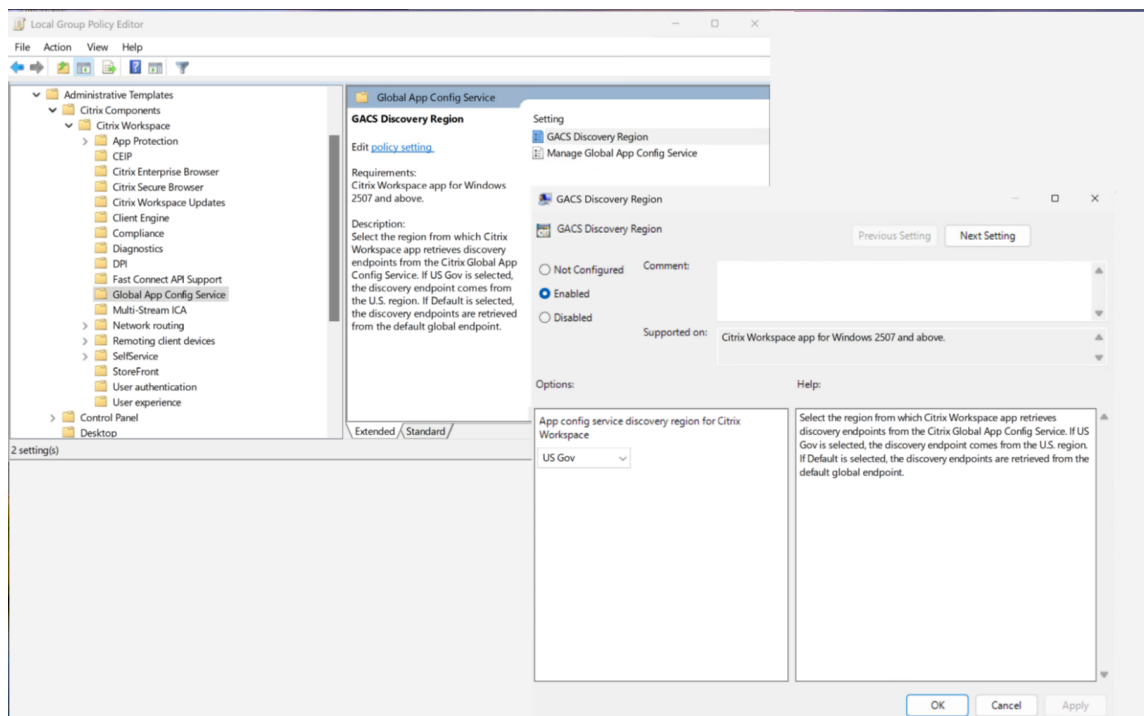 Local Group Policy Editor
File Action View Help
Administrative Templates
Citrix Components
Citrix Workspace
App Protection
CEIP
Citrix Enterprise Browser
Citrix Secure Browser
Citrix Workspace Updates
Client Engine
Compliance
Diagnostics
DPI
Fast Connect API Support
Global App Config Service
Multi-Stream ICA
Network routing
Remoting client devices
SelfService
StoreFront
User authentication
User experience
Control Panel
Desktop
2 setting(s)
Global App Config Service
GACS Discovery Region
Edit policy setting
Requirements:
Citrix Workspace app for Windows
2507 and above.
Description:
Select the region from which Citrix
Workspace app retrieves discovery
endpoints from the Citrix Global App
Config Service. If US Gov is selected,
the discovery endpoint comes from
the U.S. region. If Default is selected,
the discovery endpoints are retrieved
from the default global endpoint.
Setting
GACS Discovery Region
Manage Global App Config Service
Extended Standard
GACS Discovery Region
GACS Discovery Region
Previous Setting Next Setting
Not Configured
Enabled
Disabled
Comment:
Supported on:
Citrix Workspace app for Windows 2507 and above.
Options:
Help:
App config service discovery region for Citrix
Workspace
US Gov
Select the region from which Citrix Workspace app retrieves
discovery endpoints from the Citrix Global App Config Service. If US
Gov is selected, the discovery endpoint comes from the U.S. region.
If Default is selected, the discovery endpoints are retrieved from the
default global endpoint.
OK Cancel Apply